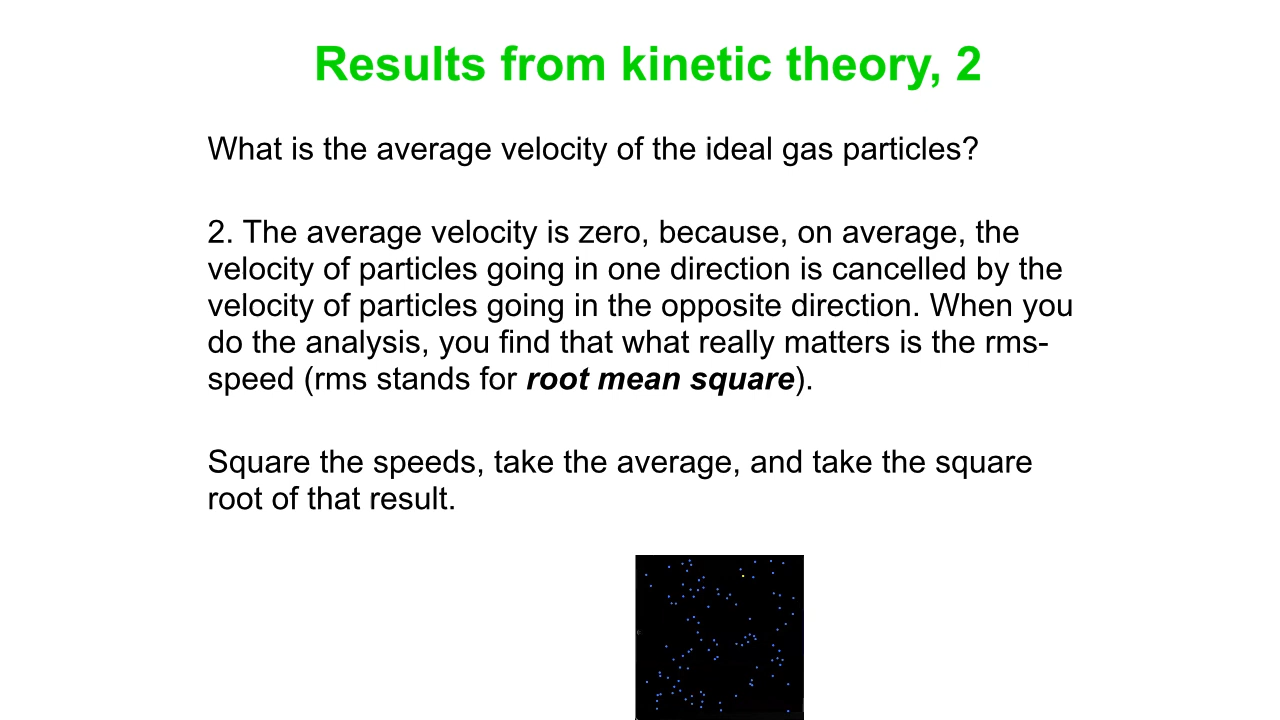 Results from kinetic theory, 2
What is the average velocity of the ideal gas particles?
2. The average velocity is zero, because, on average, the
velocity of particles going in one direction is cancelled by the
velocity of particles going in the opposite direction. When you
do the analysis, you find that what really matters is the rms-
speed (rms stands for root mean square).
Square the speeds, take the average, and take the square
root of that result.